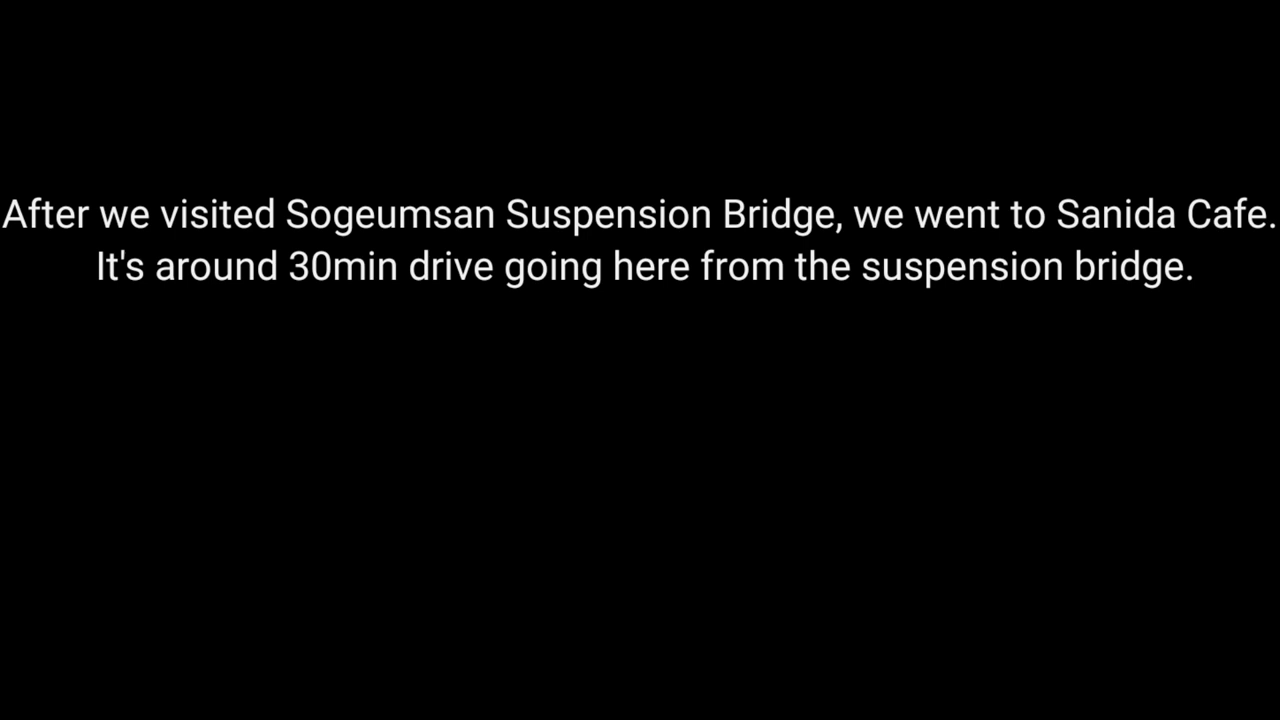 After we visited Sogeumsan Suspension Bridge, we went to Sanida Cafe.
It's around 30min drive going here from the suspension bridge.